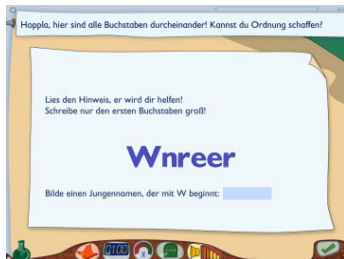 Hoppla, hier sind alle Buchstaben durcheinander! Kannst du Ordnung schaffen?
Lies den Hinweis, er wird dir helfen!
Schreibe nur den ersten Buchstaben groß!
Wnreer
Bilde einen Jungennamen, der mit W beginnt: